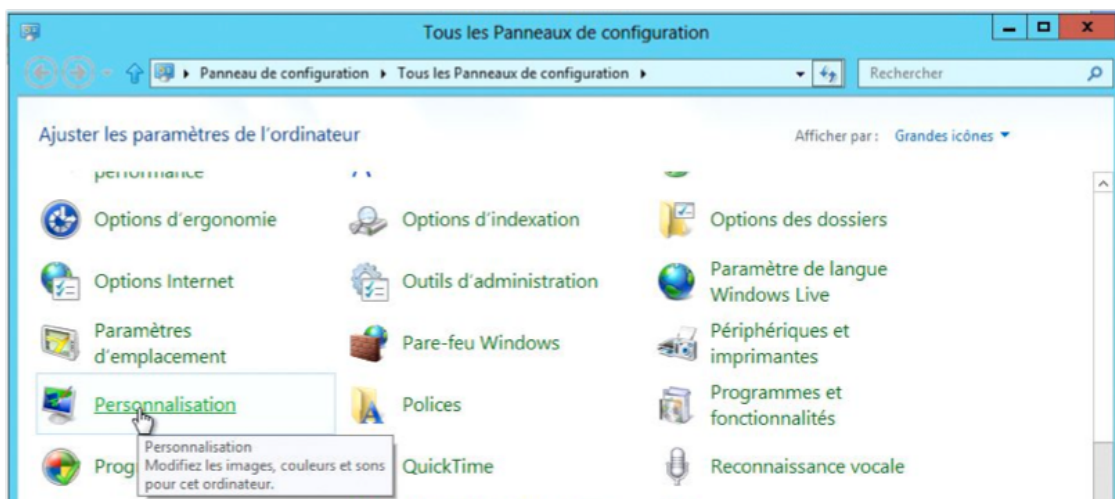 Tous les Panneaux de configuration
Panneau de configuration Tous les Panneaux de configuration
Rechercher
Ajuster les paramètres de l'ordinateur
Afficher par : Grandes icônes
performance
Options d'ergonomie
Options d'indexation
Options des dossiers
Options Internet
Outils d'administration
Paramètre de langue
Windows Live
Paramètres
d'emplacement
Pare-feu Windows
Périphériques et
imprimantes
Personnalisation
Polices
Programmes et
fonctionnalités
Personnalisation
Modifiez les images, couleurs et sons
pour cet ordinateur.
Prog
QuickTime
Reconnaissance vocale